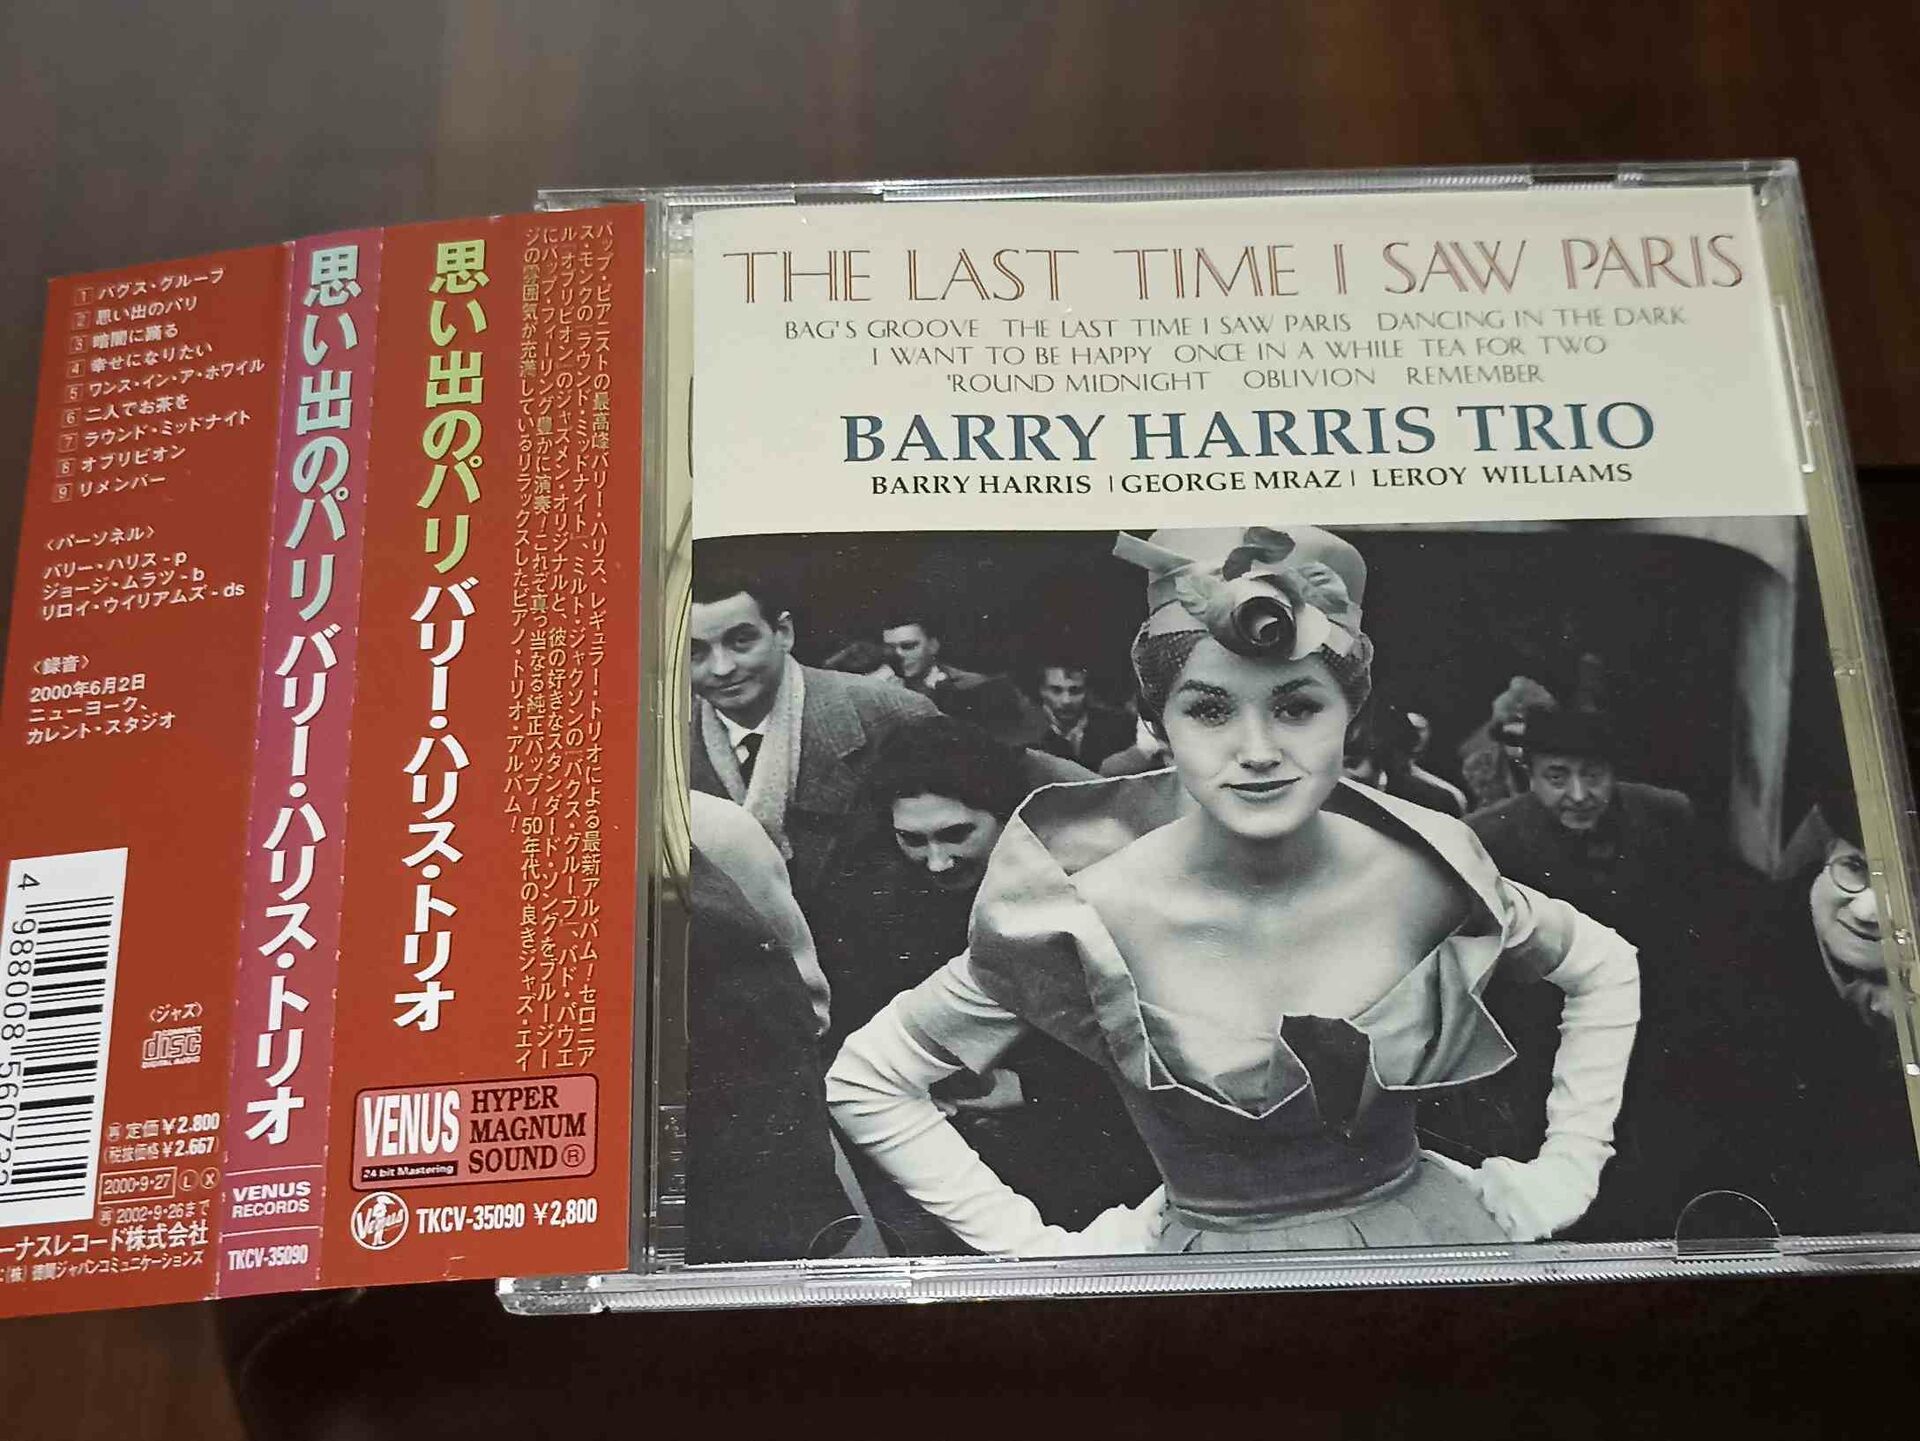 1 バグス・グルーブ
2 思い出のパリ
3 暗闇に踊る
4 幸せになりたい
5 ワンス・イン・ア・ホワイル
6 二人でお茶を
7 ラウンド・ミッドナイト
8 オブリビオン
9 リメンバー
〈パーソネル〉
バリー・ハリス - p
ジョージ・ムラツ - b
リロイ・ウイリアムズ - ds
〈録音〉
2000年6月2日
ニューヨーク、
カレント・スタジオ
〈ジャズ〉
COMPACT
disc
DIGITAL AUDIO
定価￥2.800
(税抜価格￥2.667)
2000・9・27 L X
再 2002・9・26まで
ーナスレコード株式会社
(株) 徳間ジャパンコミュニケーションズ
思い出のパリ バリー・ハリス・トリオ
VENUS
RECORDS
TKCV-35090
思い出のパリ バリー・ハリス・トリオ
バップ・ピアニストの最高峰バリー・ハリス、レギュラー・トリオによる最新アルバム！セロニア
ス・モンクの「ラウンド・ミッドナイト」、ミルト・ジャクソンの「バグス・グルーブ」、バド・パウエ
ル「オブリビオン」のジャズメン・オリジナルと、彼の好きなスタンダード・ソングをブルージー
にバップ・フィーリング豊かに演奏！これぞ真っ当なる純正バップ！50年代の良きジャズ・エイ
ジの雰囲気が充満しているリラックスしたピアノ・トリオ・アルバム！
VENUS
24 bit Mastering
HYPER
MAGNUM
SOUND ®
Venus
TKCV-35090 ￥2,800
THE LAST TIME I SAW PARIS
BAG'S GROOVE THE LAST TIME I SAW PARIS DANCING IN THE DARK
I WANT TO BE HAPPY ONCE IN A WHILE TEA FOR TWO
'ROUND MIDNIGHT OBLIVION REMEMBER
BARRY HARRIS TRIO
BARRY HARRIS | GEORGE MRAZ | LEROY WILLIAMS